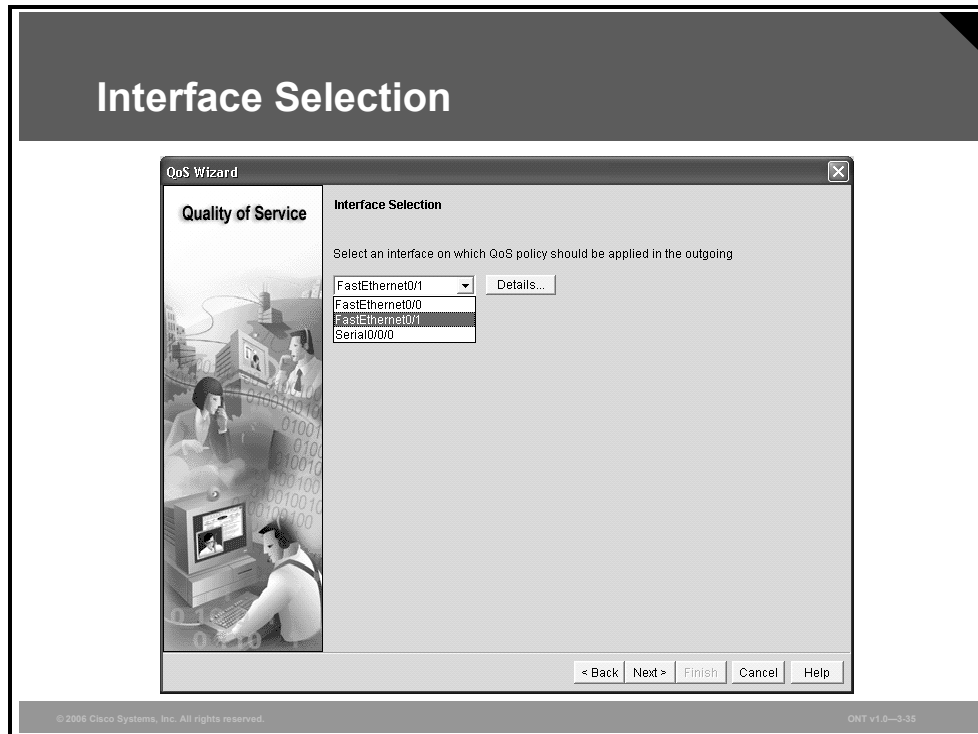 Interface Selection
QoS Wizard
Quality of Service
Interface Selection
Select an interface on which QoS policy should be applied in the outgoing
FastEthernet0/1
Details...
FastEthernet0/0
FastEthernet0/1
Serial0/0/0
< Back
Next >
Finish
Cancel
Help
© 2006 Cisco Systems, Inc. All rights reserved.
ONT v1.0—3-35